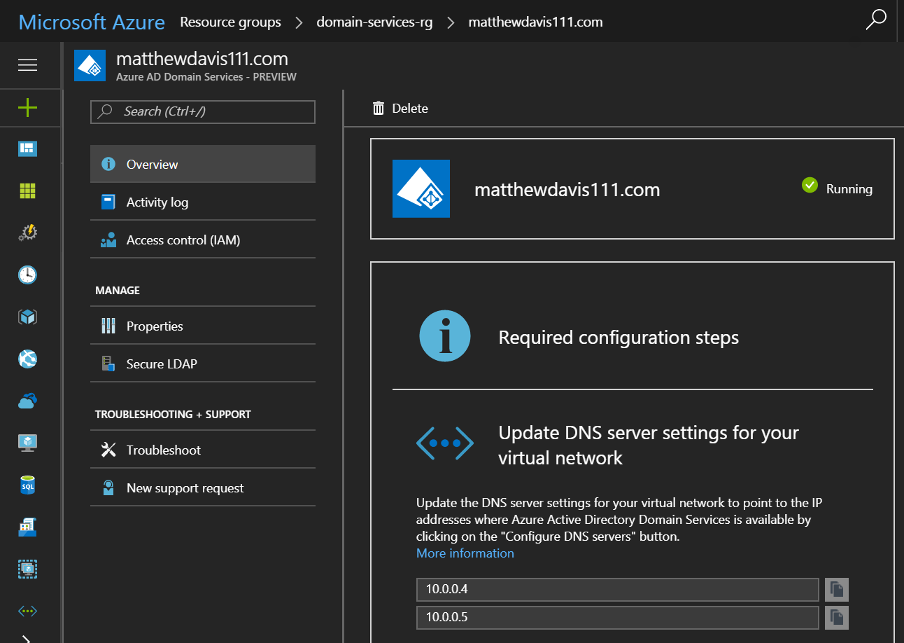 Microsoft Azure Resource groups > domain-services-rg > matthewdavis111.com
matthewdavis111.com
Azure AD Domain Services - PREVIEW
Search (Ctrl+/)
Overview
Activity log
Access control (IAM)
MANAGE
Properties
Secure LDAP
TROUBLESHOOTING + SUPPORT
Troubleshoot
New support request
SQL
Delete
matthewdavis111.com
Running
Required configuration steps
Update DNS server settings for your
virtual network
Update the DNS server settings for your virtual network to point to the IP
addresses where Azure Active Directory Domain Services is available by
clicking on the "Configure DNS servers" button.
More information
10.0.0.4
10.0.0.5